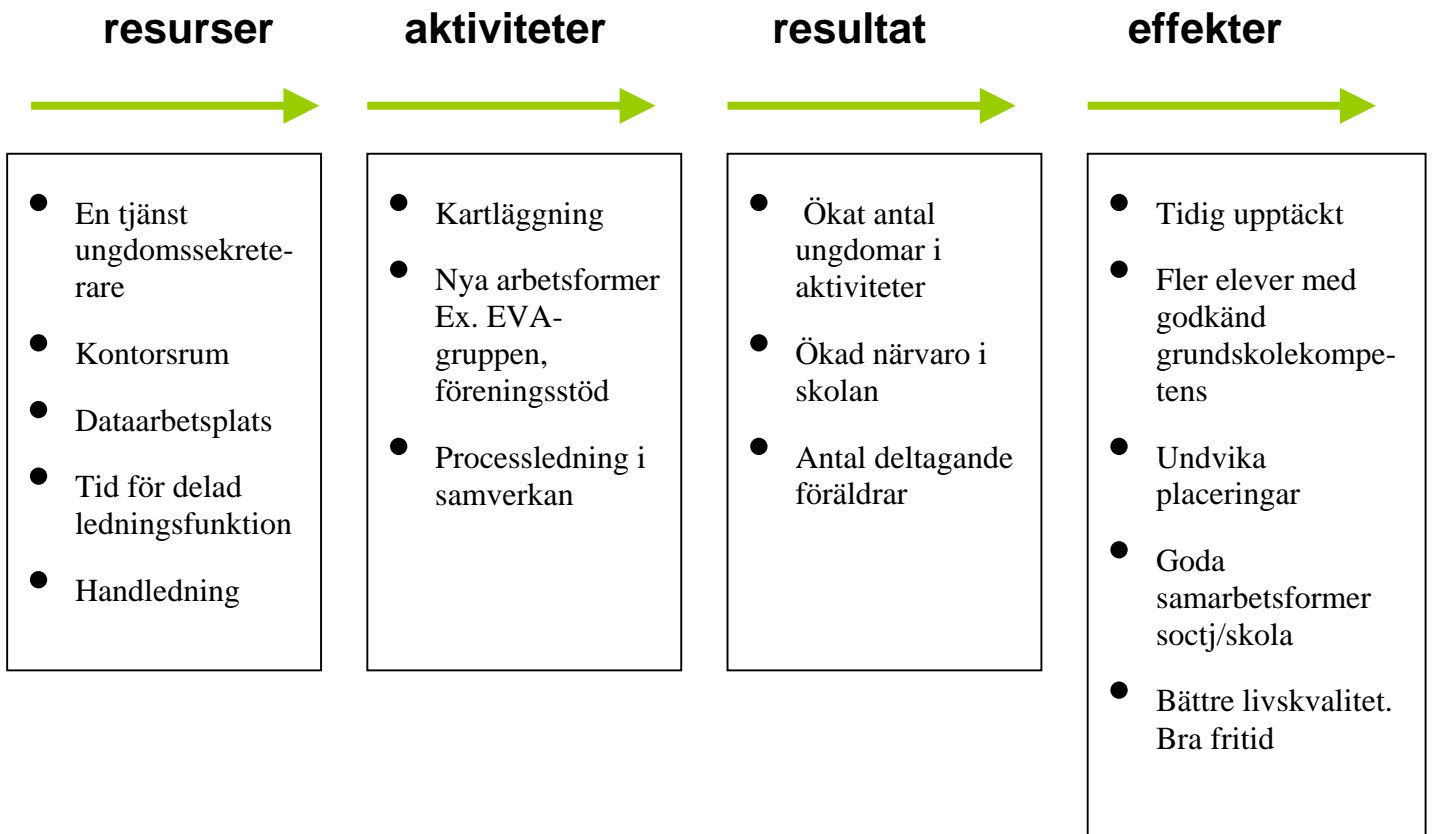 resurser
aktiviteter
resultat
effekter
En tjänst
ungdomssekrete-
rare
Kontorsrum
Dataarbetsplats
Tid för delad
ledningsfunktion
Handledning
Kartläggning
Nya arbetsformer
Ex. EVA-
gruppen,
föreningsstöd
Processledning i
samverkan
Ökat antal
ungdomar i
aktiviteter
Ökad närvaro i
skolan
Antal deltagande
föräldrar
Tidig upptäckt
Fler elever med
godkänd
grundskolekompe-
tens
Undvika
placeringar
Goda
samarbetsformer
soctj/skola
Bättre livskvalitet.
Bra fritid